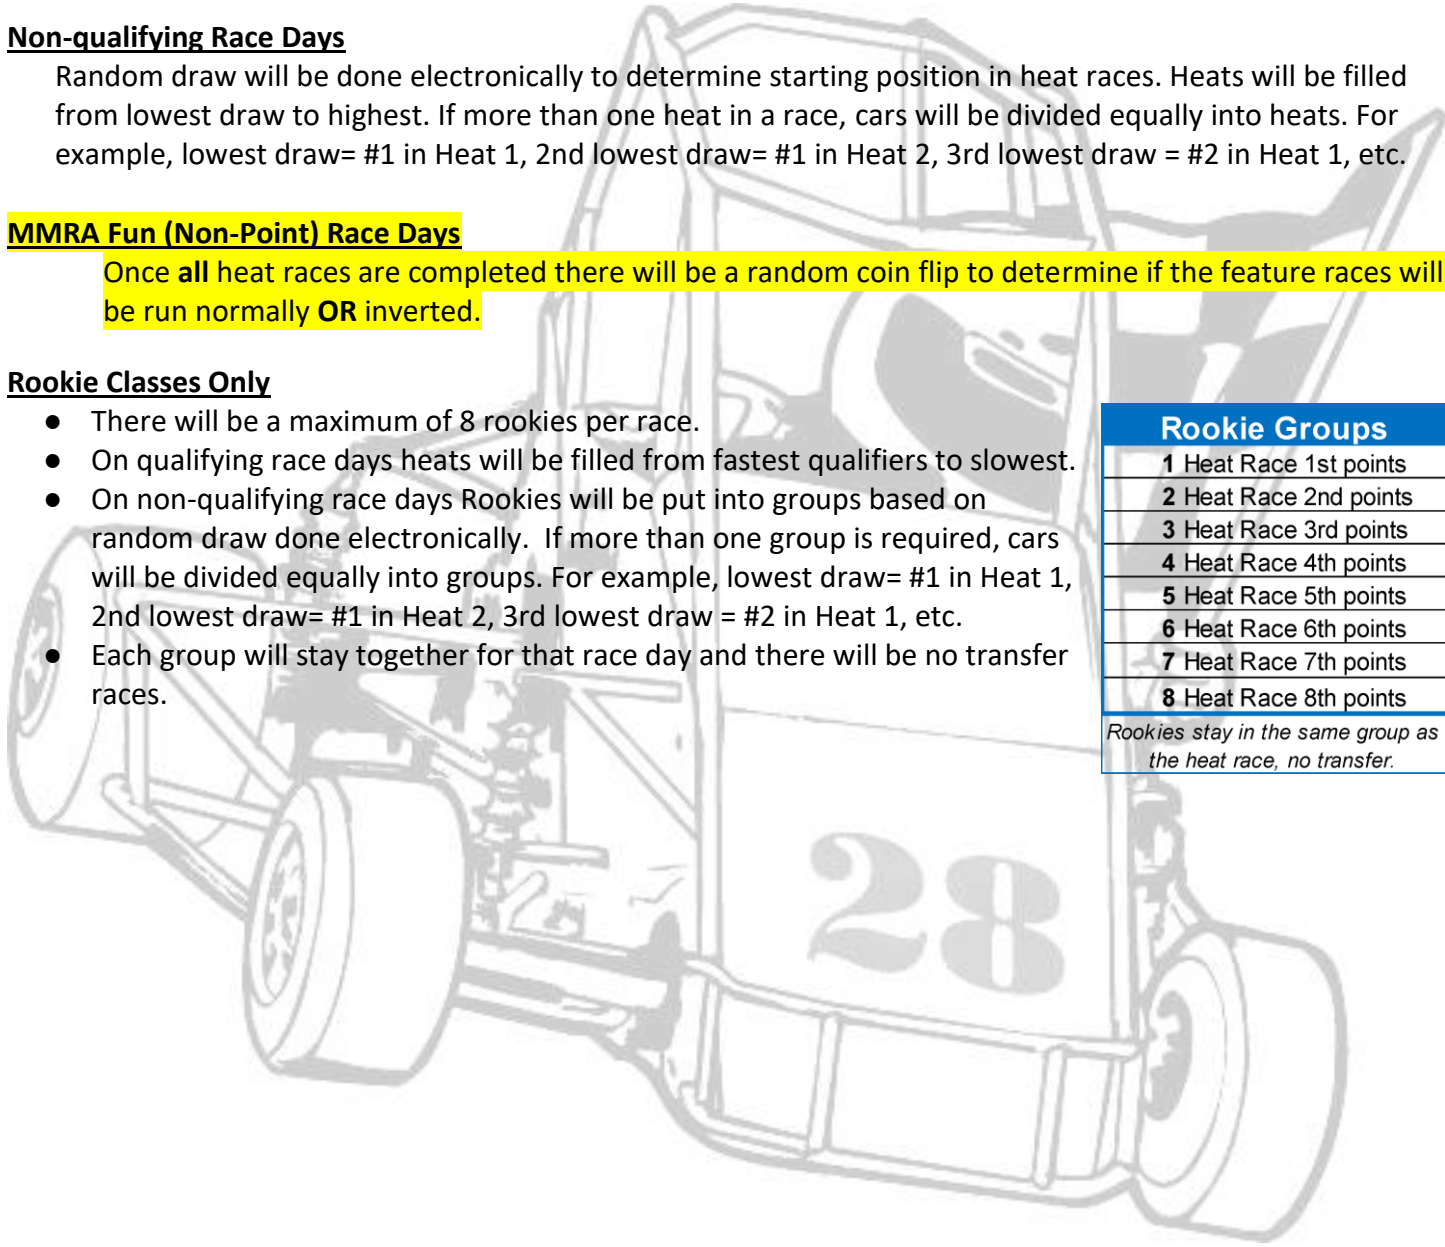 Non-qualifying Race Days
Random draw will be done electronically to determine starting position in heat races. Heats will be filled
from lowest draw to highest. If more than one heat in a race, cars will be divided equally into heats. For
example, lowest draw= #1 in Heat 1, 2nd lowest draw= #1 in Heat 2, 3rd lowest draw = #2 in Heat 1, etc.
MMRA Fun (Non-Point) Race Days
Once all heat races are completed there will be a random coin flip to determine if the feature races will
be run normally OR inverted.
Rookie Classes Only
● There will be a maximum of 8 rookies per race.
● On qualifying race days heats will be filled from fastest qualifiers to slowest.
● On non-qualifying race days Rookies will be put into groups based on
random draw done electronically.  If more than one group is required, cars
will be divided equally into groups. For example, lowest draw= #1 in Heat 1,
2nd lowest draw= #1 in Heat 2, 3rd lowest draw = #2 in Heat 1, etc.
● Each group will stay together for that race day and there will be no transfer
races.
Rookie Groups
1 Heat Race 1st points
2 Heat Race 2nd points
3 Heat Race 3rd points
4 Heat Race 4th points
5 Heat Race 5th points
6 Heat Race 6th points
7 Heat Race 7th points
8 Heat Race 8th points
Rookies stay in the same group as
the heat race, no transfer.
28